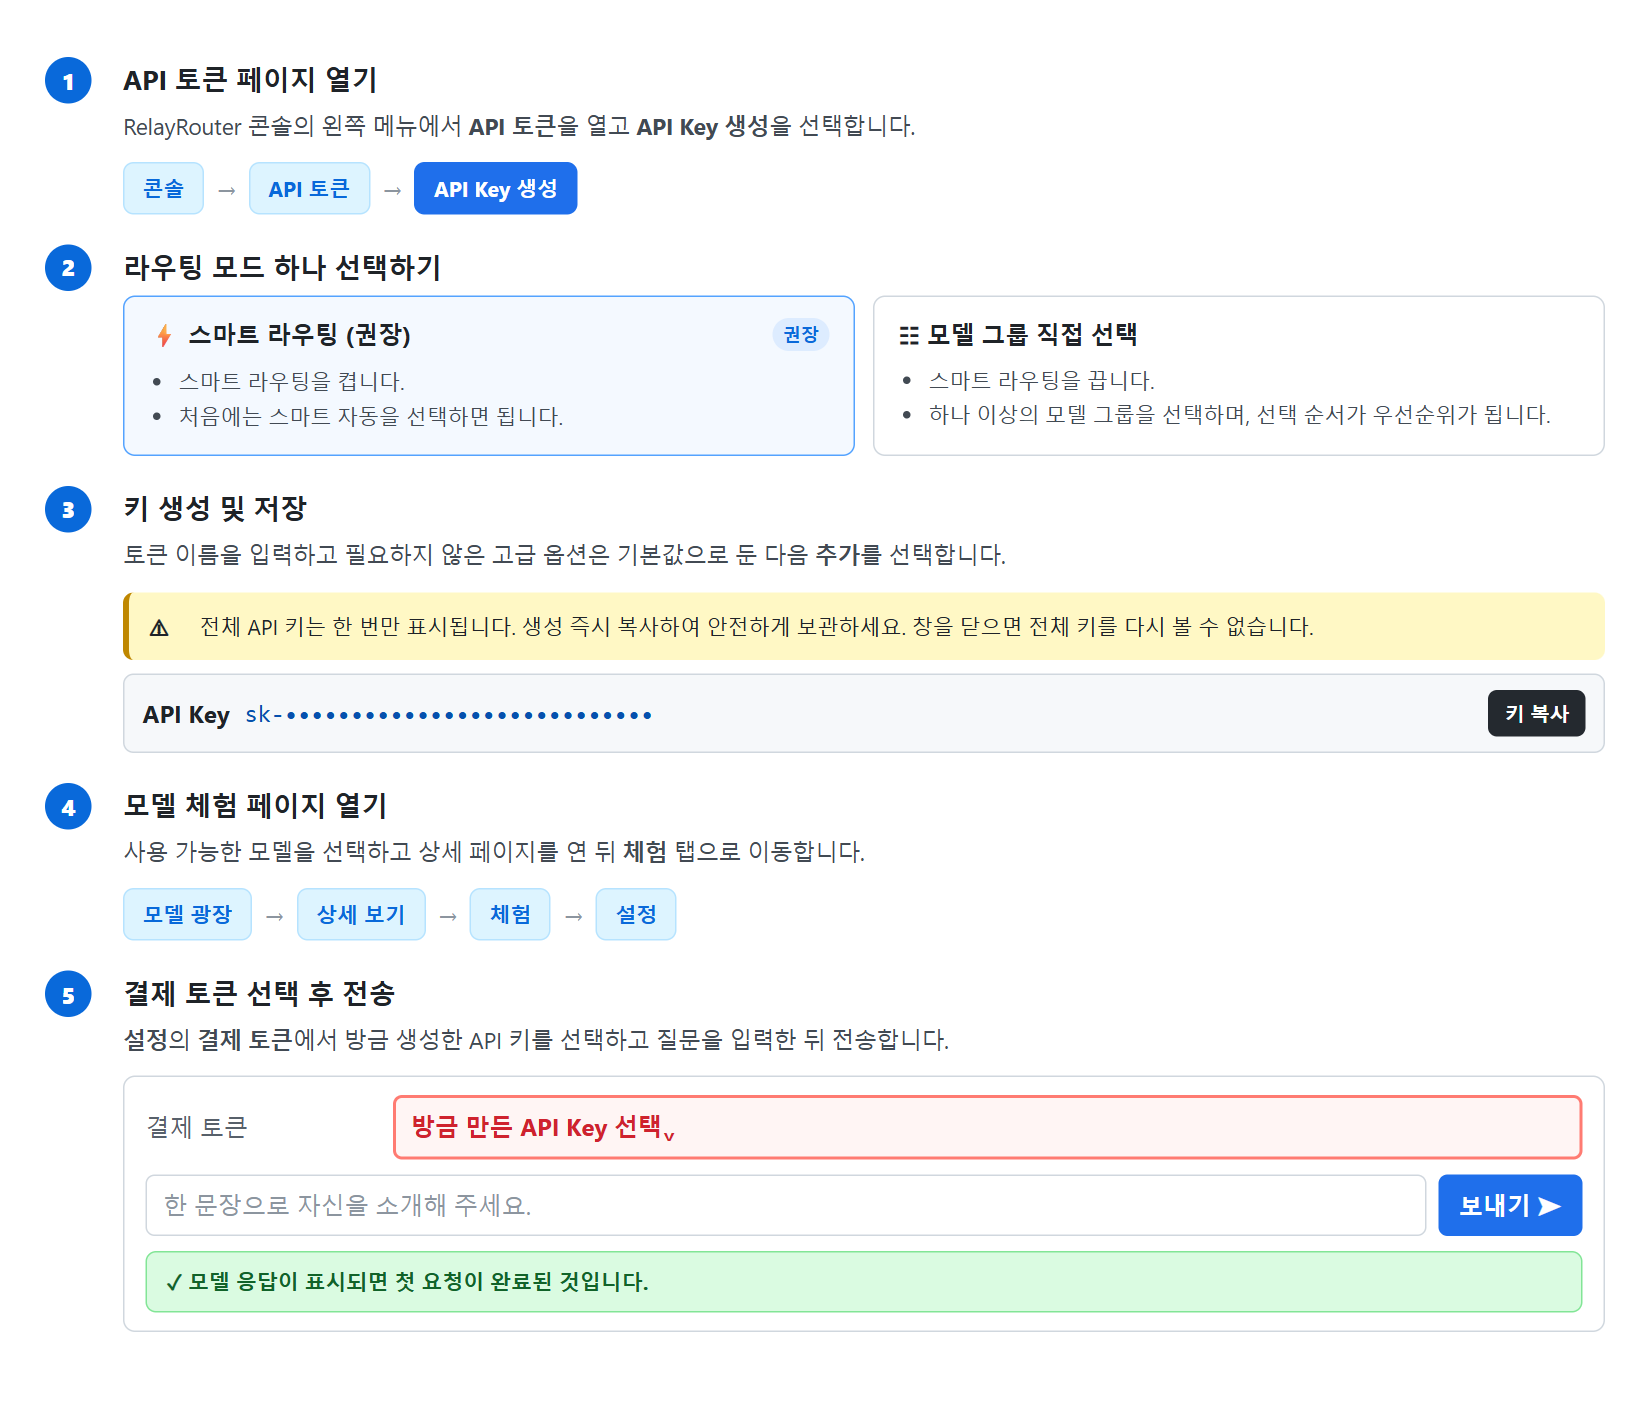 1 API 토큰 페이지 열기
RelayRouter 콘솔의 왼쪽 메뉴에서 API 토큰을 열고 API Key 생성을 선택합니다.
콘솔 → API 토큰 → API Key 생성
2 라우팅 모드 하나 선택하기
⚡ 스마트 라우팅 (권장) 권장
• 스마트 라우팅을 켭니다.
• 처음에는 스마트 자동을 선택하면 됩니다.
☷ 모델 그룹 직접 선택
• 스마트 라우팅을 끕니다.
• 하나 이상의 모델 그룹을 선택하며, 선택 순서가 우선순위가 됩니다.
3 키 생성 및 저장
토큰 이름을 입력하고 필요하지 않은 고급 옵션은 기본값으로 둔 다음 추가를 선택합니다.
⚠ 전체 API 키는 한 번만 표시됩니다. 생성 즉시 복사하여 안전하게 보관하세요. 창을 닫으면 전체 키를 다시 볼 수 없습니다.
API Key sk-•••••••••••••••••••••••••••• 키 복사
4 모델 체험 페이지 열기
사용 가능한 모델을 선택하고 상세 페이지를 연 뒤 체험 탭으로 이동합니다.
모델 광장 → 상세 보기 → 체험 → 설정
5 결제 토큰 선택 후 전송
설정의 결제 토큰에서 방금 생성한 API 키를 선택하고 질문을 입력한 뒤 전송합니다.
결제 토큰 방금 만든 API Key 선택˅
한 문장으로 자신을 소개해 주세요. 보내기 ➤
✓ 모델 응답이 표시되면 첫 요청이 완료된 것입니다.